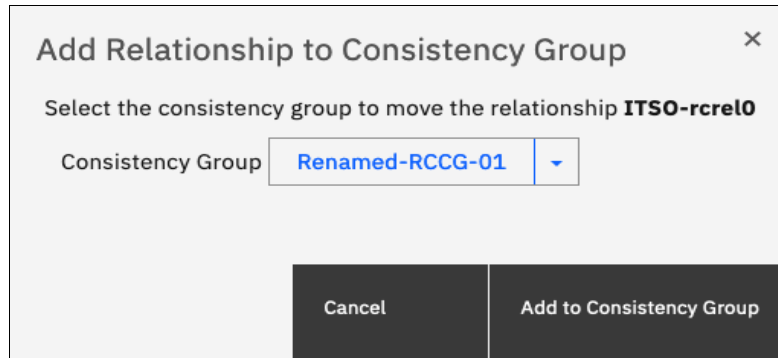 Add Relationship to Consistency Group
Select the consistency group to move the relationship ITSO-rcrel0
Consistency Group Renamed-RCCG-01
Cancel Add to Consistency Group